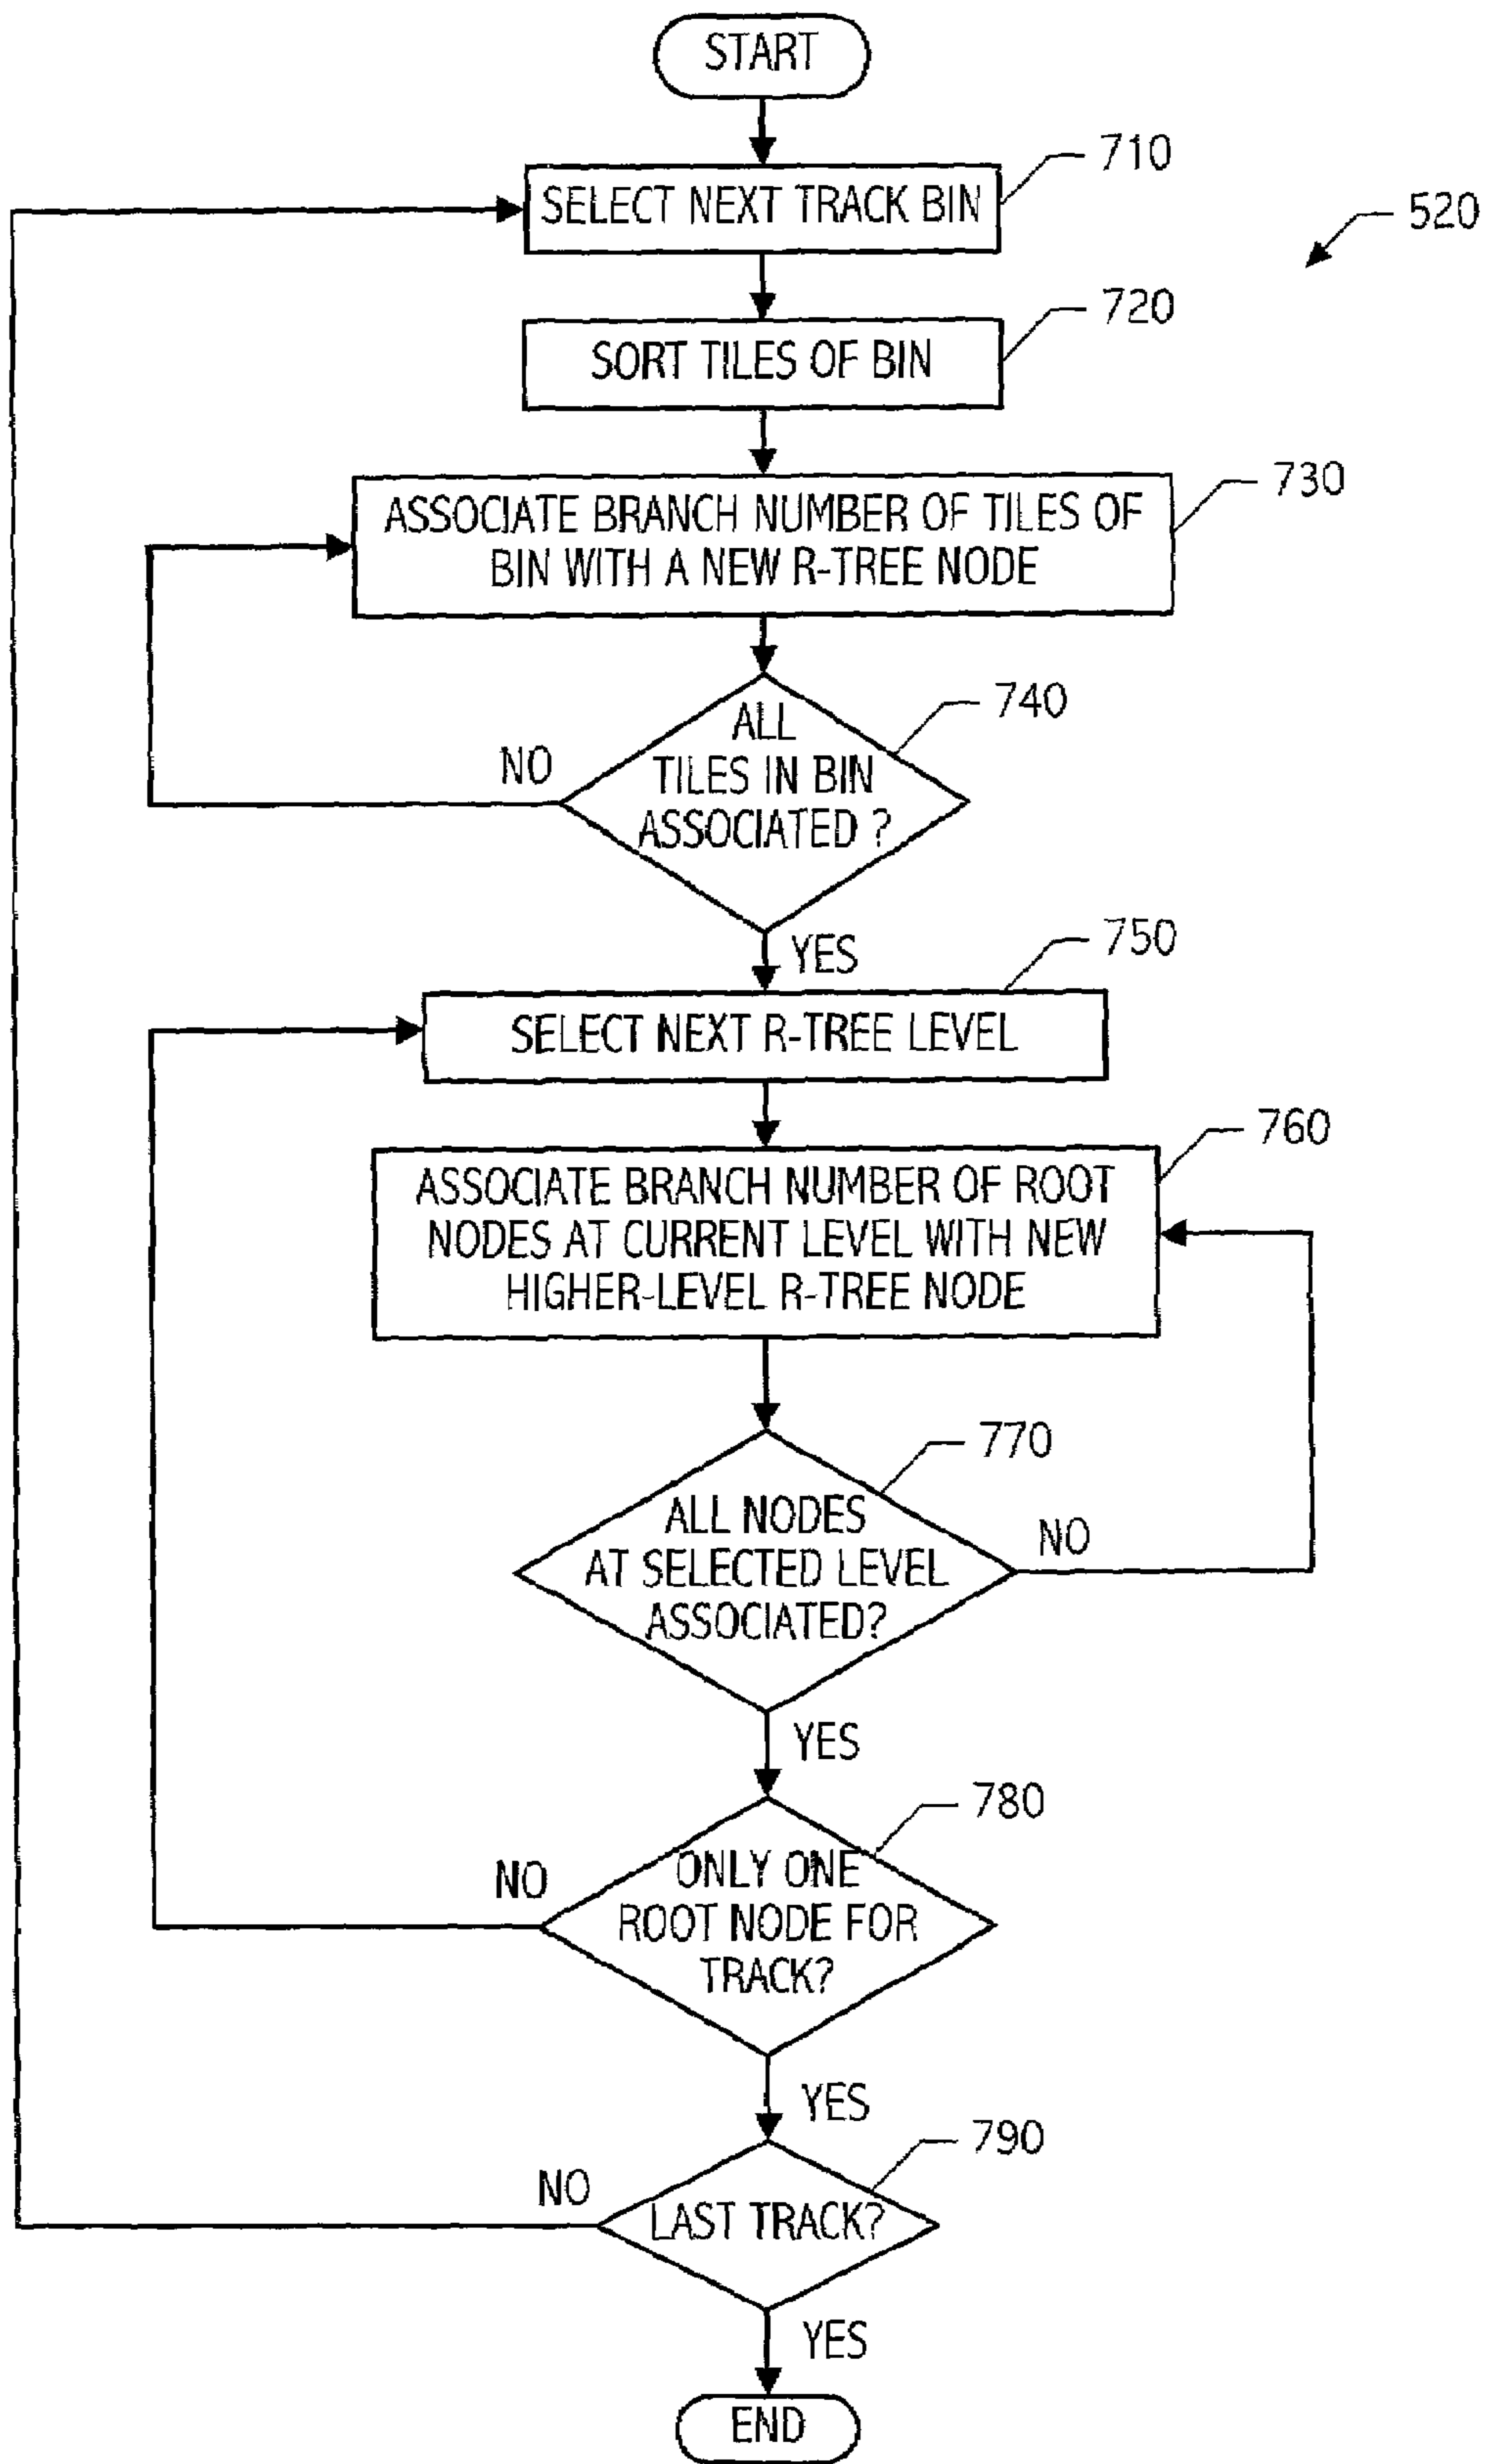 START
710
SELECT NEXT TRACK BIN
520
720
SORT TILES OF BIN
730
ASSOCIATE BRANCH NUMBER OF TILES OF
BIN WITH A NEW R-TREE NODE
740
ALL
TILES IN BIN
ASSOCIATED ?
NO
YES
750
SELECT NEXT R-TREE LEVEL
760
ASSOCIATE BRANCH NUMBER OF ROOT
NODES AT CURRENT LEVEL WITH NEW
HIGHER-LEVEL R-TREE NODE
770
ALL NODES
AT SELECTED LEVEL
ASSOCIATED?
NO
YES
780
ONLY ONE
ROOT NODE FOR
TRACK?
NO
YES
790
LAST TRACK?
NO
YES
END